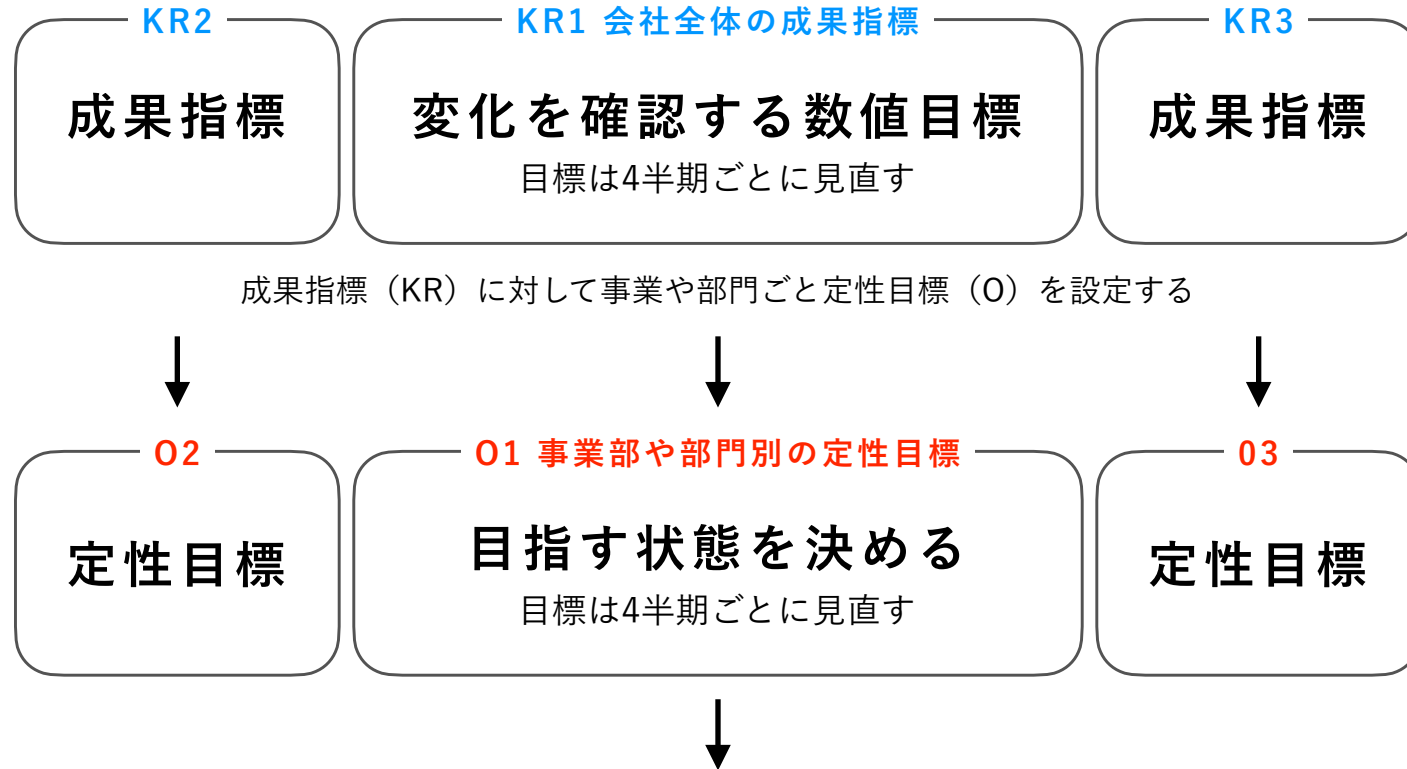 KR2
KR1 会社全体の成果指標
KR3
成果指標
変化を確認する数値目標
目標は4半期ごとに見直す
成果指標
成果指標（KR）に対して事業や部門ごと定性目標（O）を設定する
O2
O1 事業部や部門別の定性目標
03
定性目標
目指す状態を決める
目標は4半期ごとに見直す
定性目標